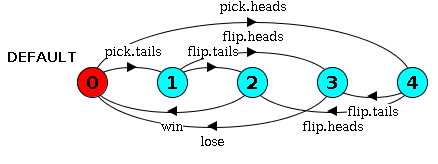 pick.heads
flip.heads
DEFAULT
pick.tails
flip.tails
0
1
2
3
4
flip.tails
win
flip.heads
lose